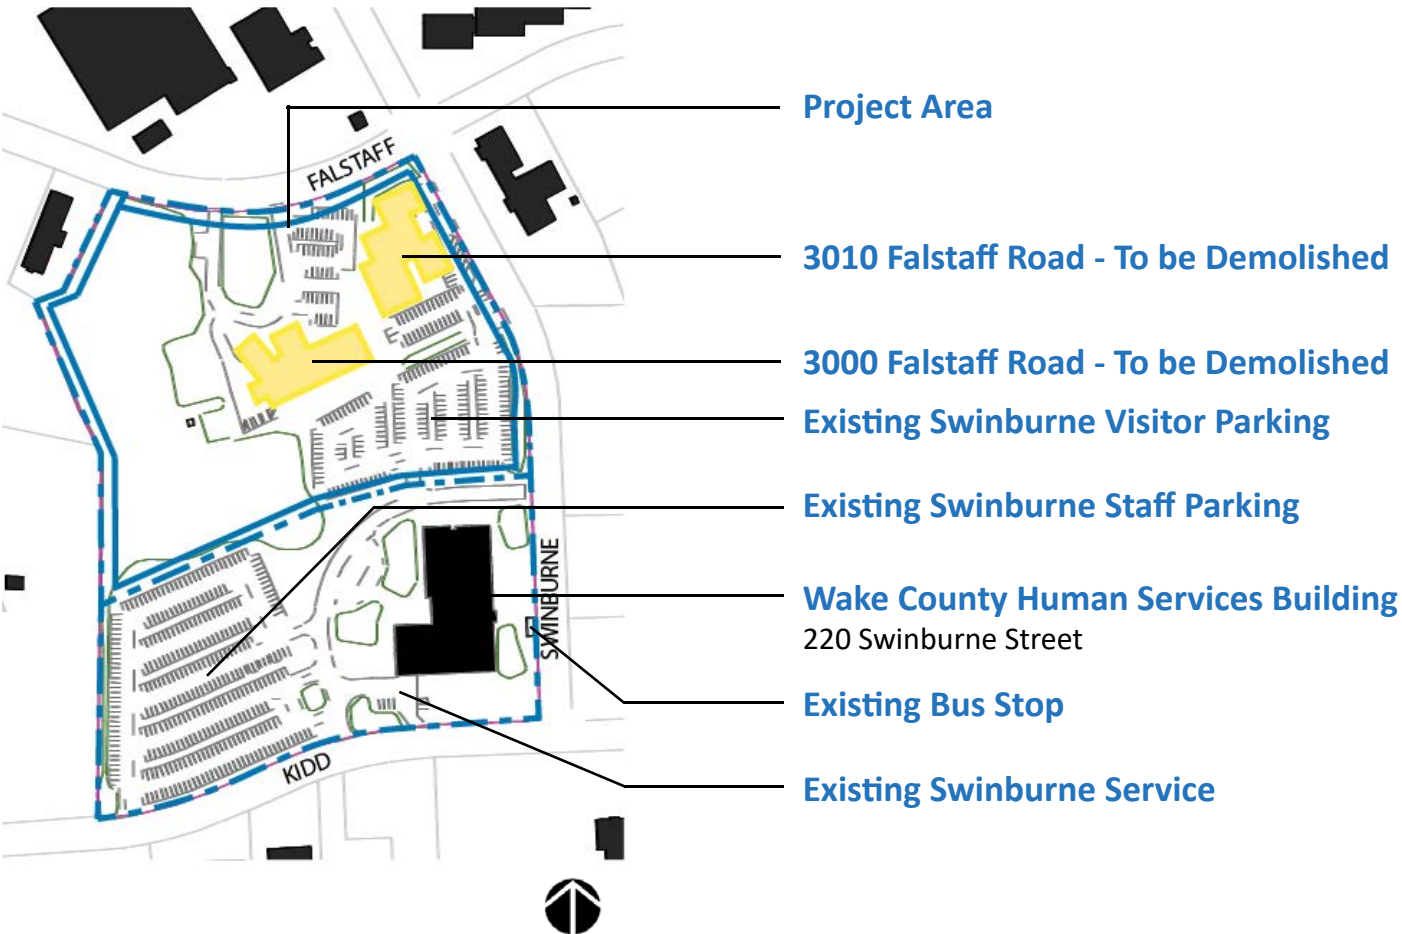 Project Area
FALSTAFF
3010 Falstaff Road - To be Demolished
3000 Falstaff Road - To be Demolished
Existing Swinburne Visitor Parking
Existing Swinburne Staff Parking
SWINBURNE
Wake County Human Services Building
220 Swinburne Street
Existing Bus Stop
KIDD
Existing Swinburne Service